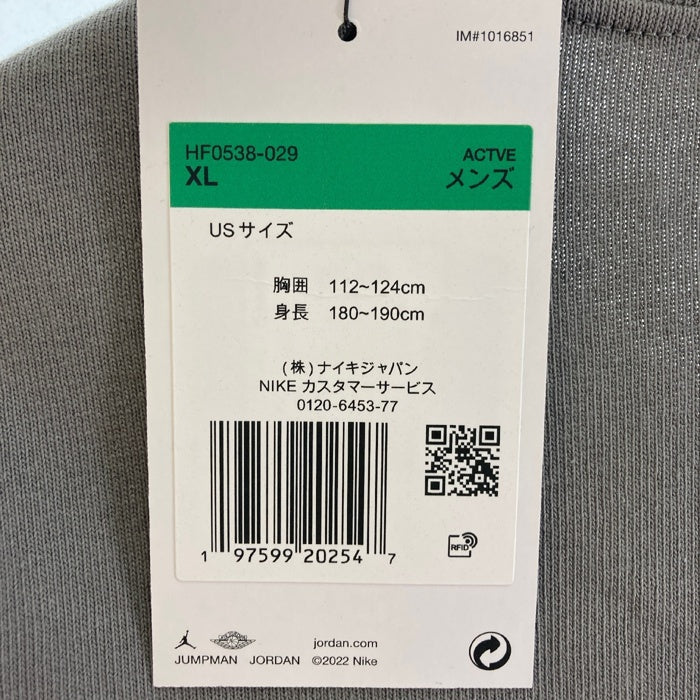 IM#1016851
HF0538-029 ACTVE
XL メンズ
USサイズ
胸囲 112~124cm
身長 180~190cm
(株)ナイキジャパン
NIKE カスタマーサービス
0120-6453-77
1 97599 20254 7
RFID
jordan.com
JUMPMAN JORDAN ©2022 Nike